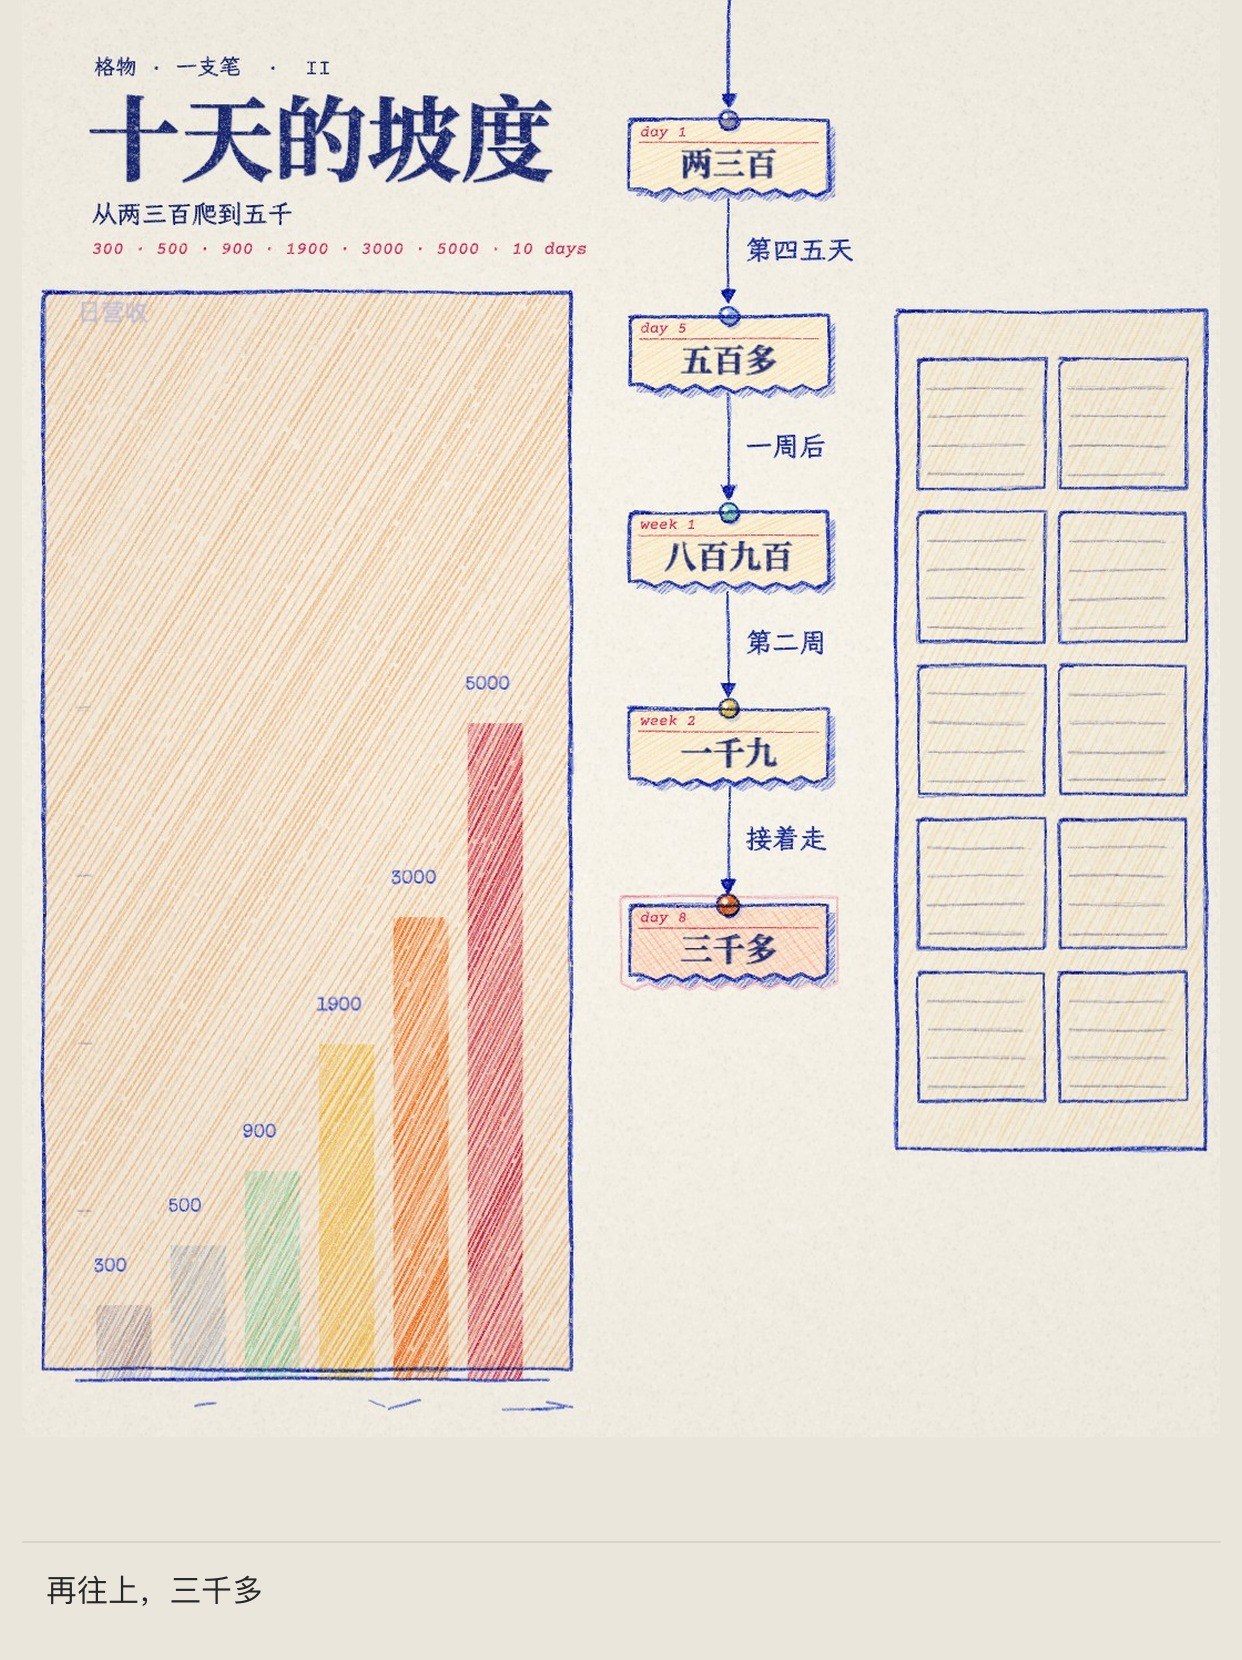 格物 · 一支笔 · II
十天的坡度
从两三百爬到五千
300 · 500 · 900 · 1900 · 3000 · 5000 · 10 days
日营收
5000
3000
1900
900
500
300
day 1
两三百
第四五天
day 5
五百多
一周后
week 1
八百九百
第二周
week 2
一千九
接着走
day 8
三千多
再往上，三千多